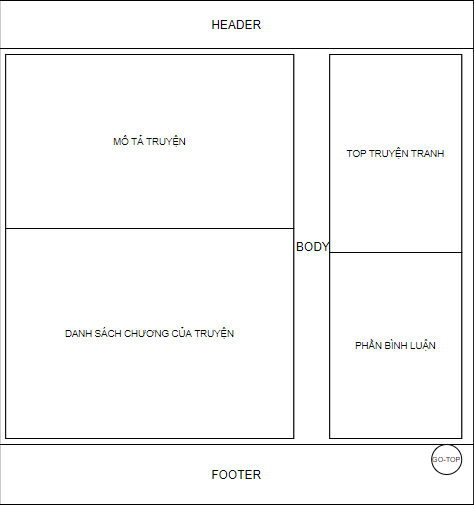 HEADER
MÔ TẢ TRUYỆN
TOP TRUYỆN TRANH
BODY
DANH SÁCH CHƯƠNG CỦA TRUYỆN
PHẦN BÌNH LUẬN
GO-TOP
FOOTER